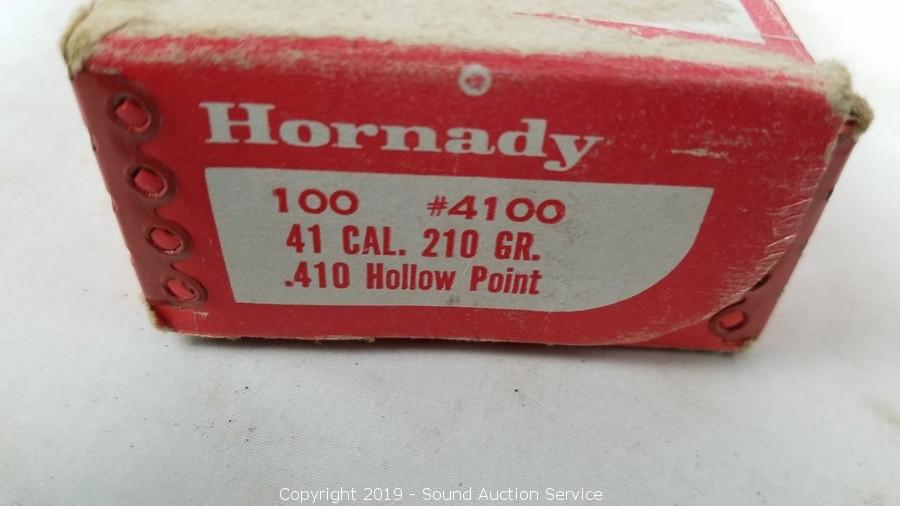 Hornady
100 #4100
41 CAL. 210 GR.
.410 Hollow Point
Copyright 2019 - Sound Auction Service